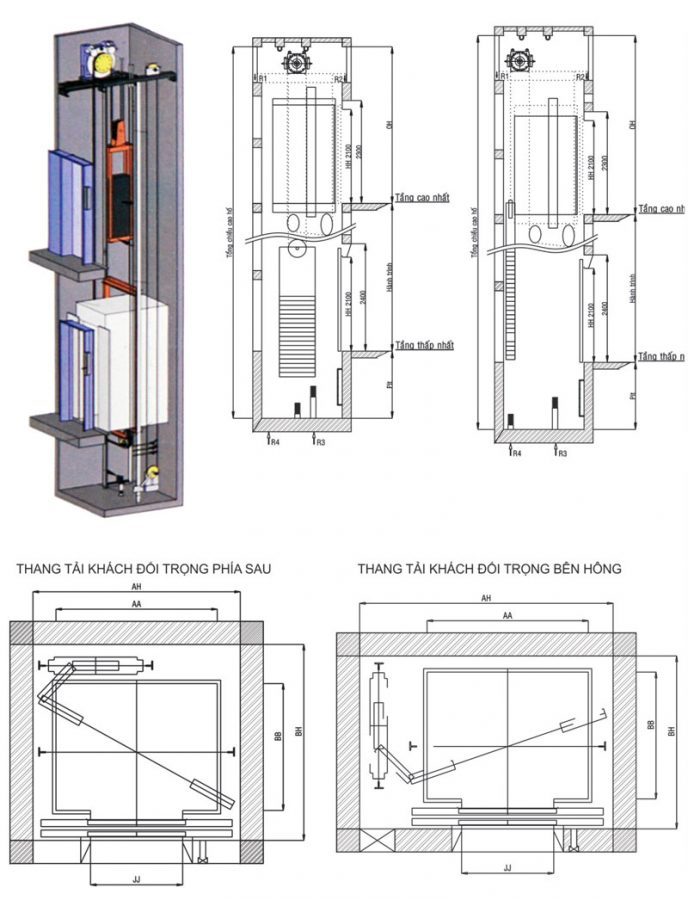 R1
R2
HH 2100
2300
OH
Tầng cao nhất
Tổng chiều cao hố
Hành trình
HH 2100
2400
Tầng thấp nhất
Pit
R4
R3
R1
R2
HH 2100
2300
OH
Tầng cao nh
Tổng chiều cao hố
Hành trình
HH 2100
2400
Tầng thấp n
Pit
R4
R3
THANG TẢI KHÁCH ĐỐI TRỌNG PHÍA SAU
AH
AA
BB
BH
JJ
THANG TẢI KHÁCH ĐỐI TRỌNG BÊN HÔNG
AH
AA
BB
BH
JJ